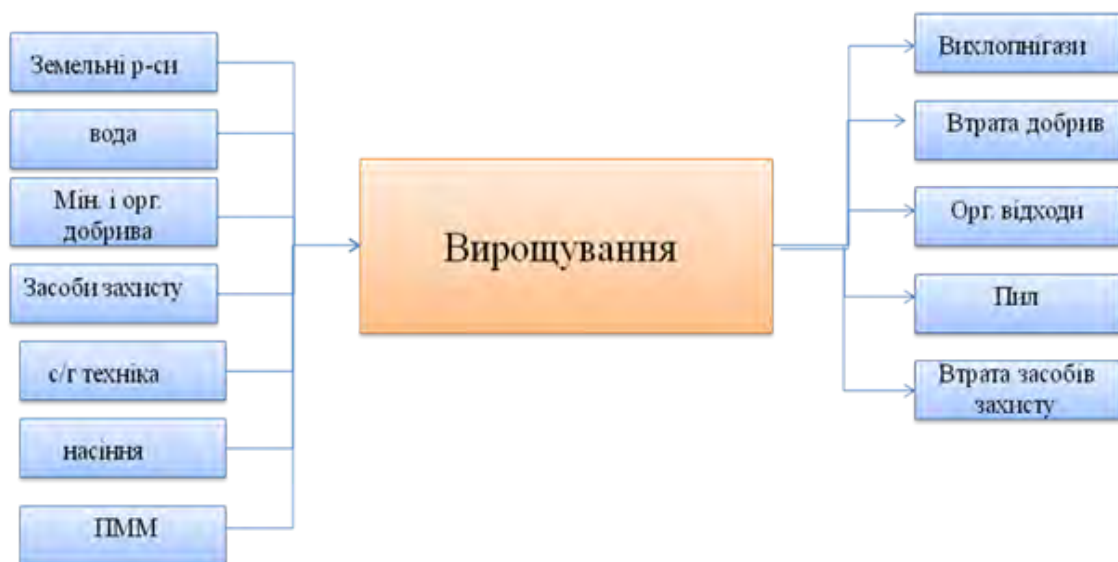 Земельні р-си
вода
Мін. і орг.
добрива
Засоби захисту
с/г техніка
насіння
ПММ
Вирощування
Вихлопнігази
Втрата добрив
Орг. відходи
Пил
Втрата засобів
захисту